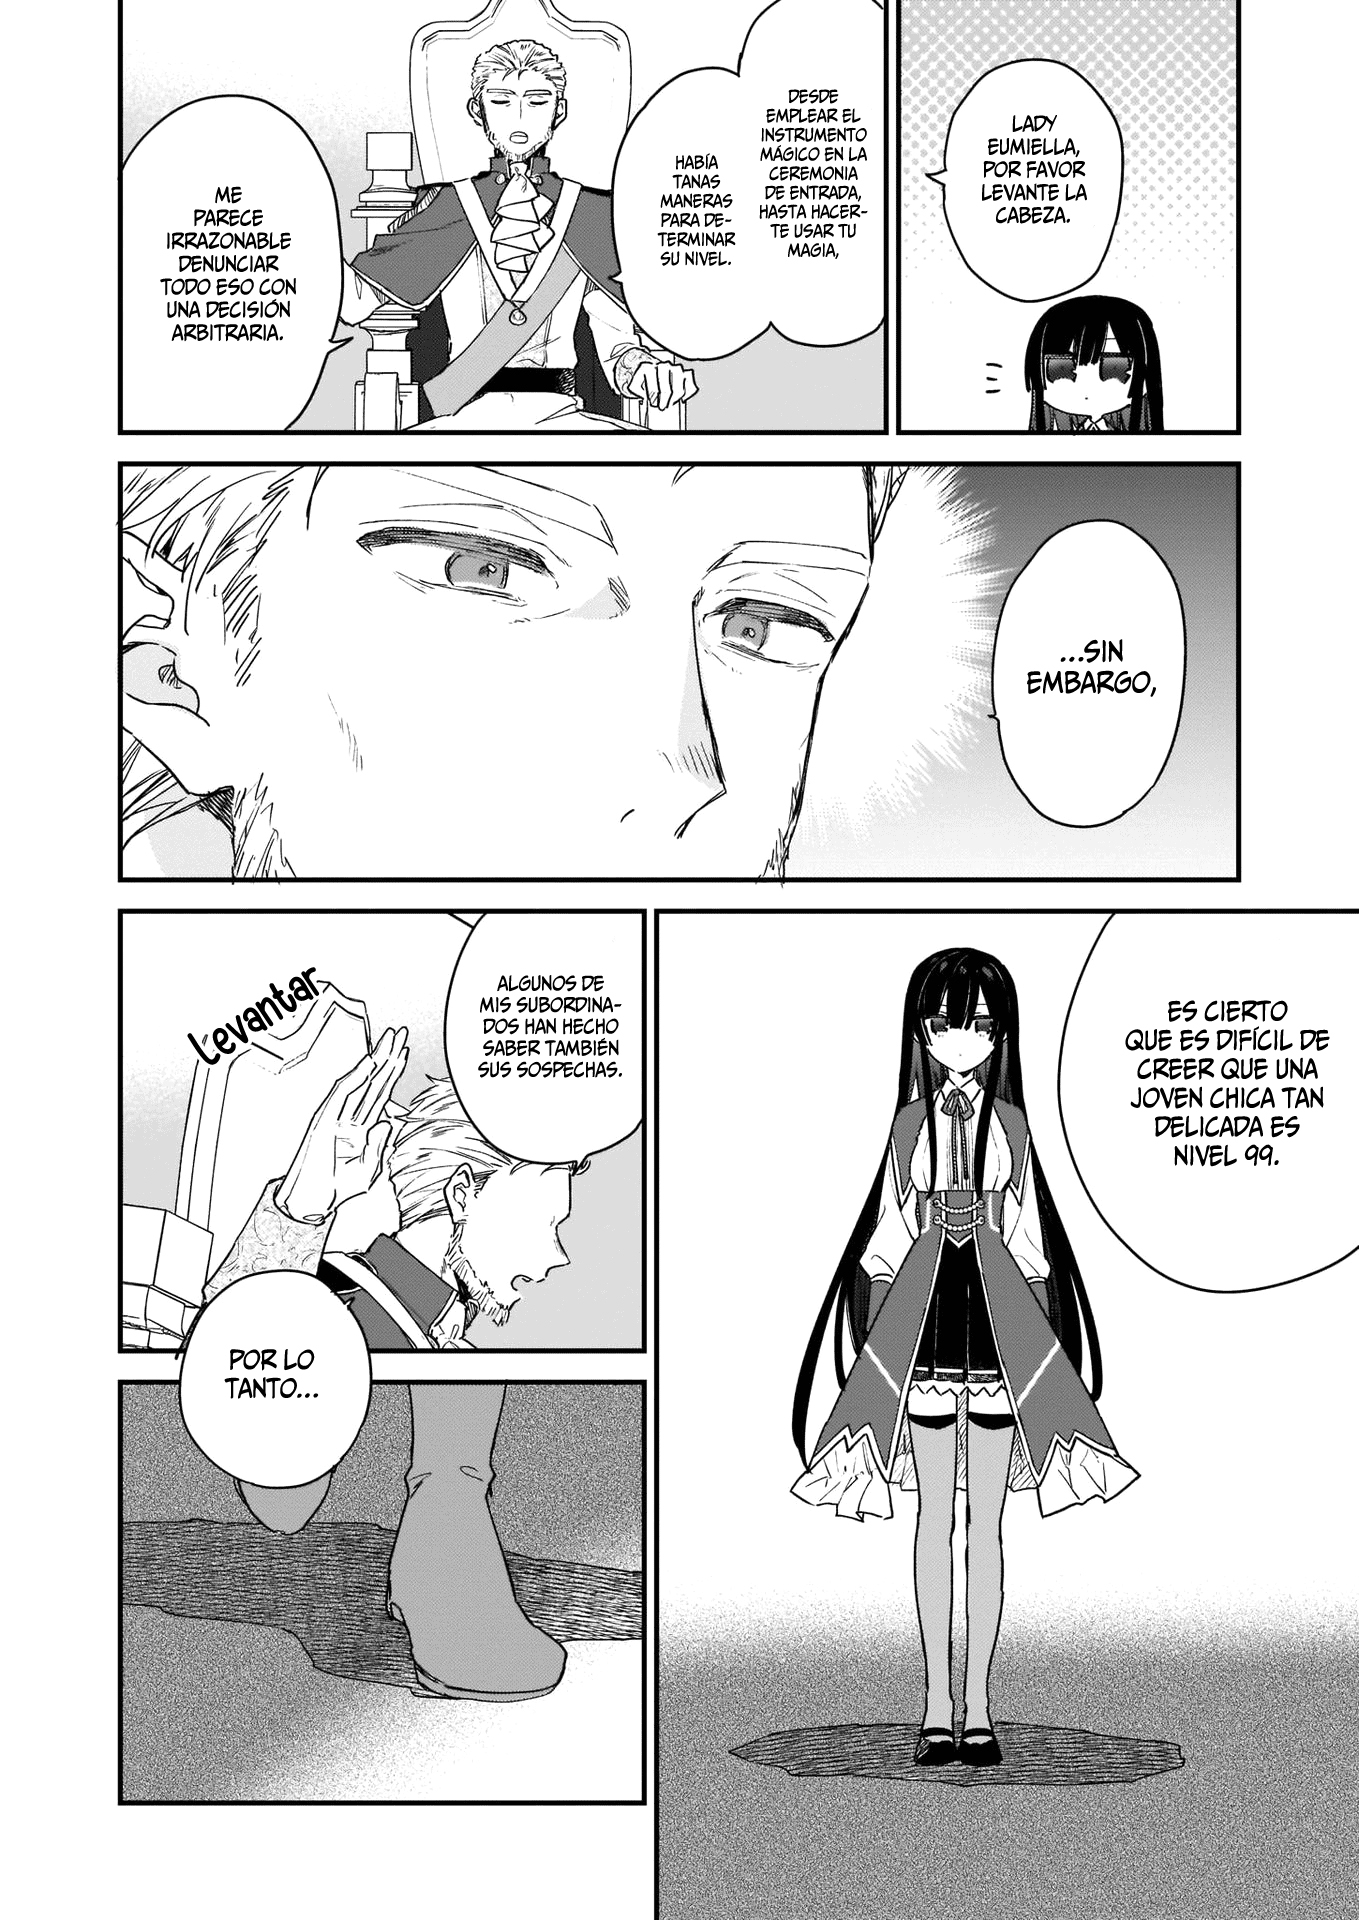 LADY
EUMIELLA,
POR FAVOR
LEVANTE LA
CABEZA.
DESDE
EMPLEAR EL
INSTRUMENTO
MÁGICO EN LA
CEREMONIA
DE ENTRADA,
HASTA HACER-
TE USAR TU
MAGIA,
HABÍA
TANAS
MANERAS
PARA DE-
TERMINAR
SU NIVEL.
ME
PARECE
IRRAZONABLE
DENUNCIAR
TODO ESO CON
UNA DECISIÓN
ARBITRARIA.
...SIN
EMBARGO,
ES CIERTO
QUE ES DIFÍCIL DE
CREER QUE UNA
JOVEN CHICA TAN
DELICADA ES
NIVEL 99.
ALGUNOS DE
MIS SUBORDINA-
DOS HAN HECHO
SABER TAMBIÉN
SUS SOSPECHAS.
Levantar
POR LO
TANTO...